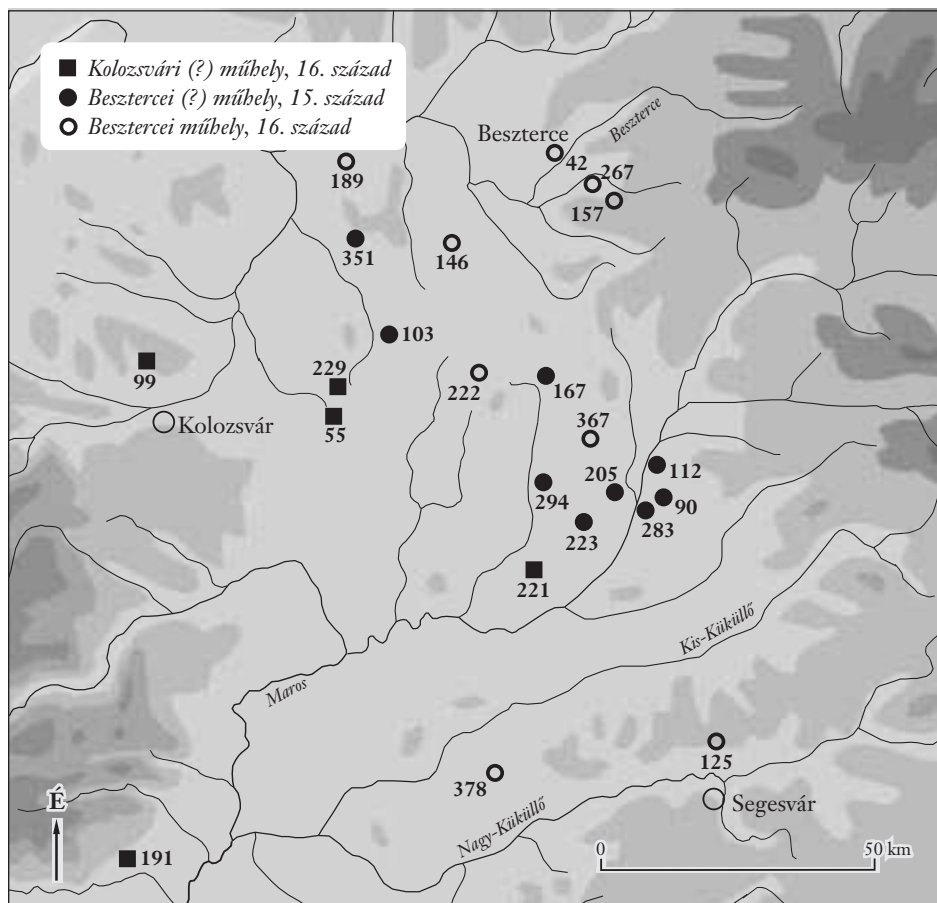 Kolozsvári (?) műhely, 16. század
Besztercei (?) műhely, 15. század
Besztercei műhely, 16. század
Beszterce
Beszterce
42
267
189
157
351
146
103
99
229
222
167
55
Kolozsvár
367
112
205
294
90
223
283
221
Kis-Küküllő
Maros
125
378
É
Nagy-Küküllő
Segesvár
191
0
50 km